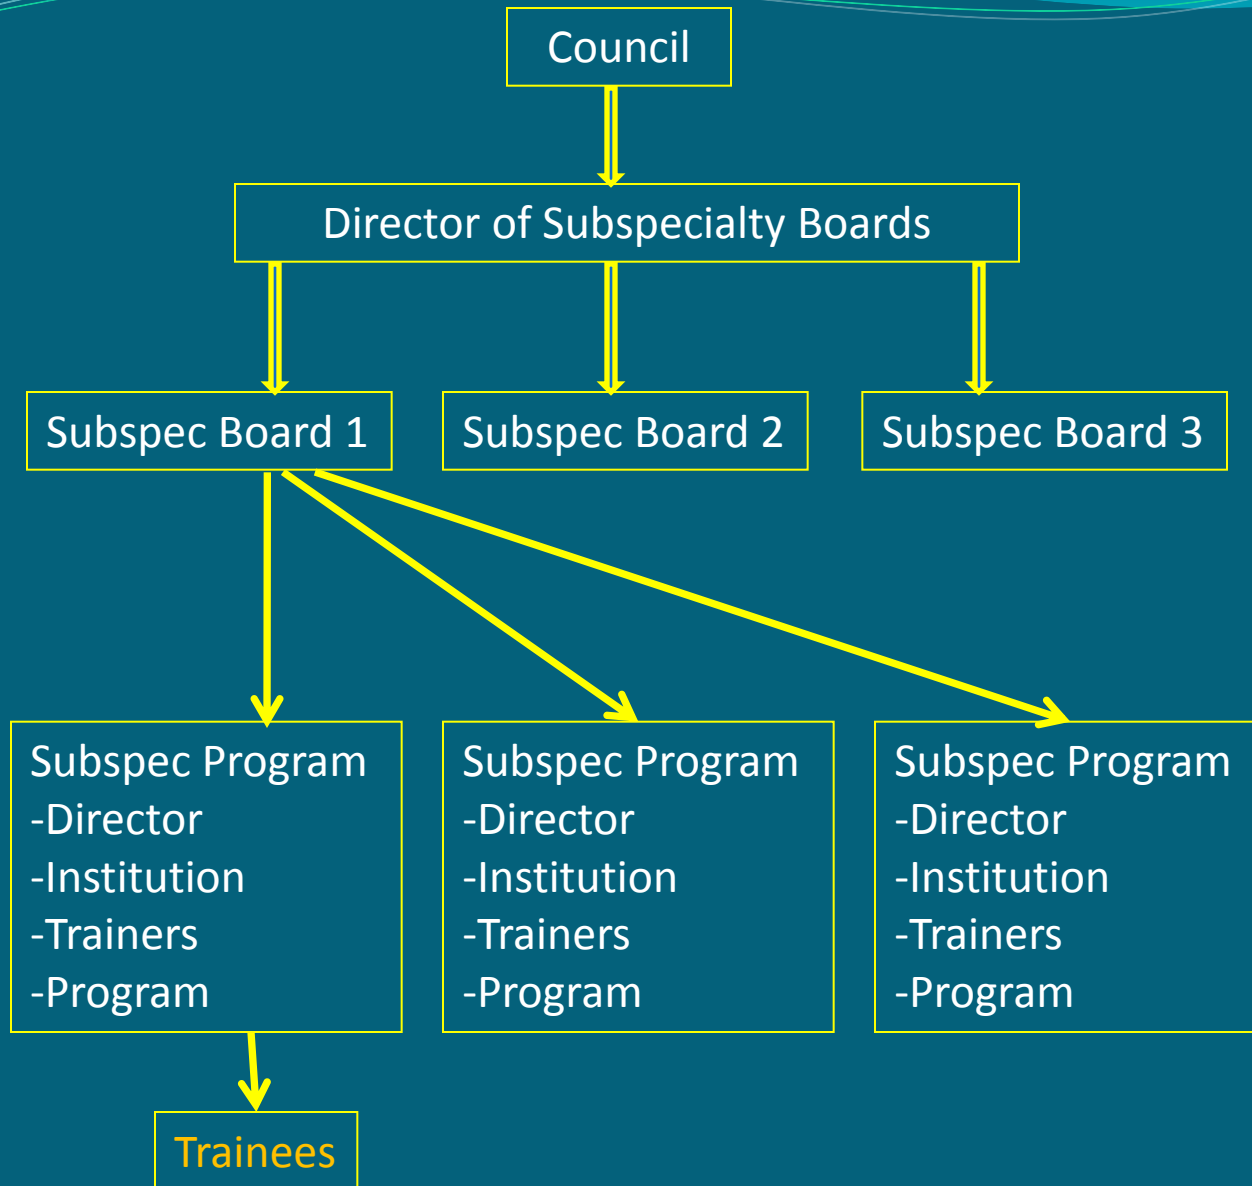 Council
Director of Subspecialty Boards
Subspec Board 1
Subspec Board 2
Subspec Board 3
Subspec Program
-Director
-Institution
-Trainers
-Program
Subspec Program
-Director
-Institution
-Trainers
-Program
Subspec Program
-Director
-Institution
-Trainers
-Program
Trainees